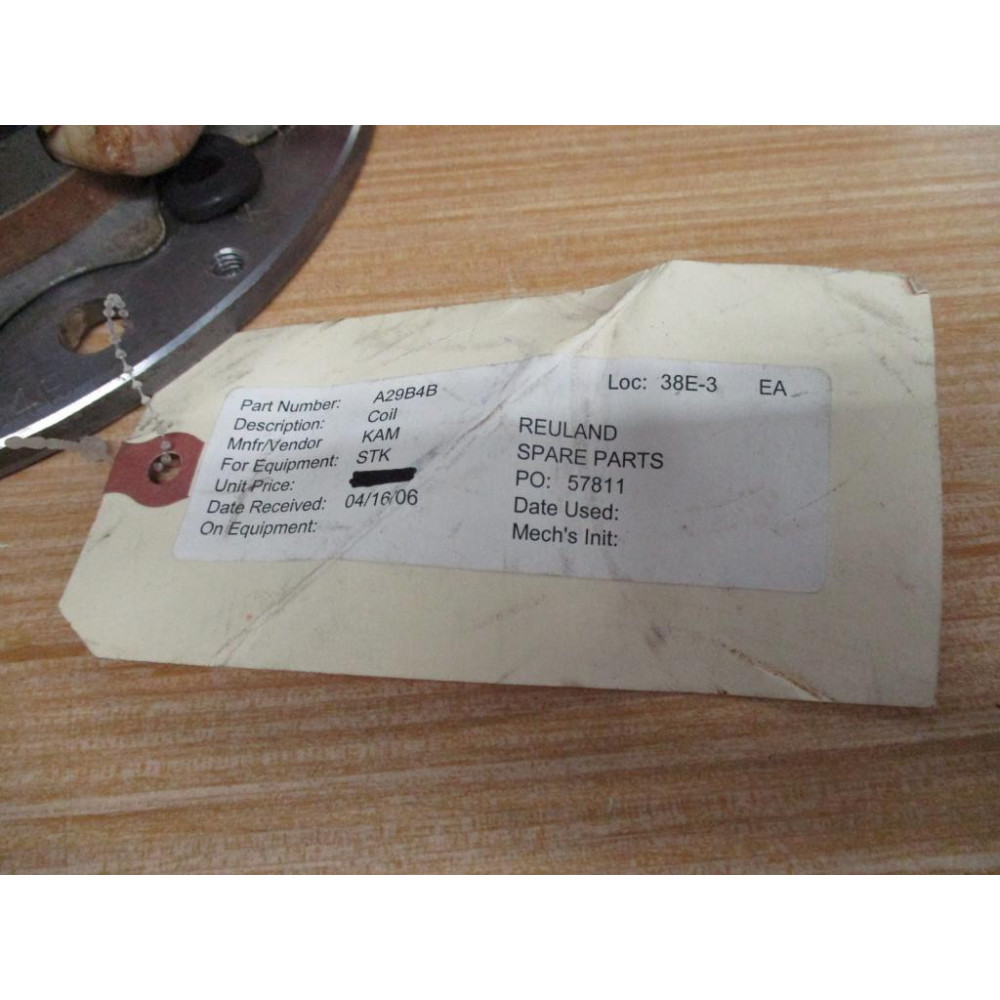 Part Number: A29B4B
Description: Coil
Mnfr/Vendor KAM
For Equipment: STK
Unit Price:
Date Received: 04/16/06
On Equipment:
Loc: 38E-3 EA
REULAND
SPARE PARTS
PO: 57811
Date Used:
Mech's Init: